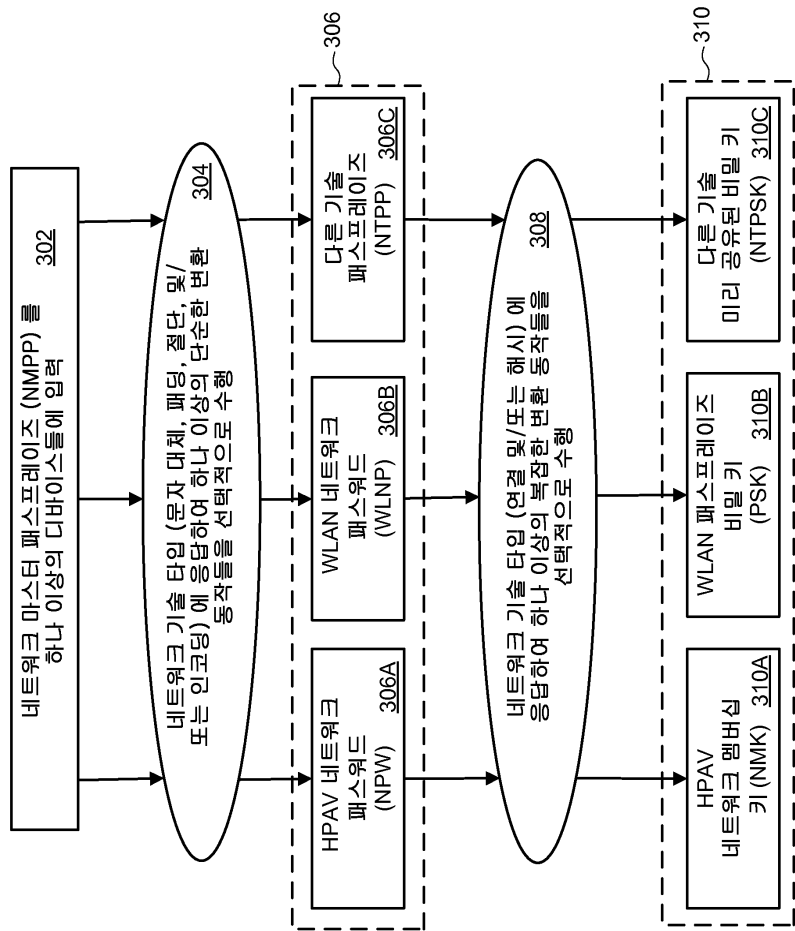 네트워크 마스터 패스프레이즈 (NMPP) 를
하나 이상의 디바이스들에 입력
302
네트워크 기술 타입 (문자 대체, 패딩, 절단, 및/
또는 인코딩) 에 응답하여 하나 이상의 단순한 변환
동작들을 선택적으로 수행
304
306
HPAV 네트워크
패스워드
(NPW)
306A
WLAN 네트워크
패스워드
(WLNP)
306B
다른 기술
패스프레이즈
(NTPP)
306C
네트워크 기술 타입 (연결 및/또는 해시) 에
응답하여 하나 이상의 복잡한 변환 동작들을
선택적으로 수행
308
310
HPAV
네트워크 멤버십
키 (NMK)
310A
WLAN 패스프레이즈
비밀 키
(PSK)
310B
다른 기술
미리 공유된 비밀 키
(NTPSK)
310C